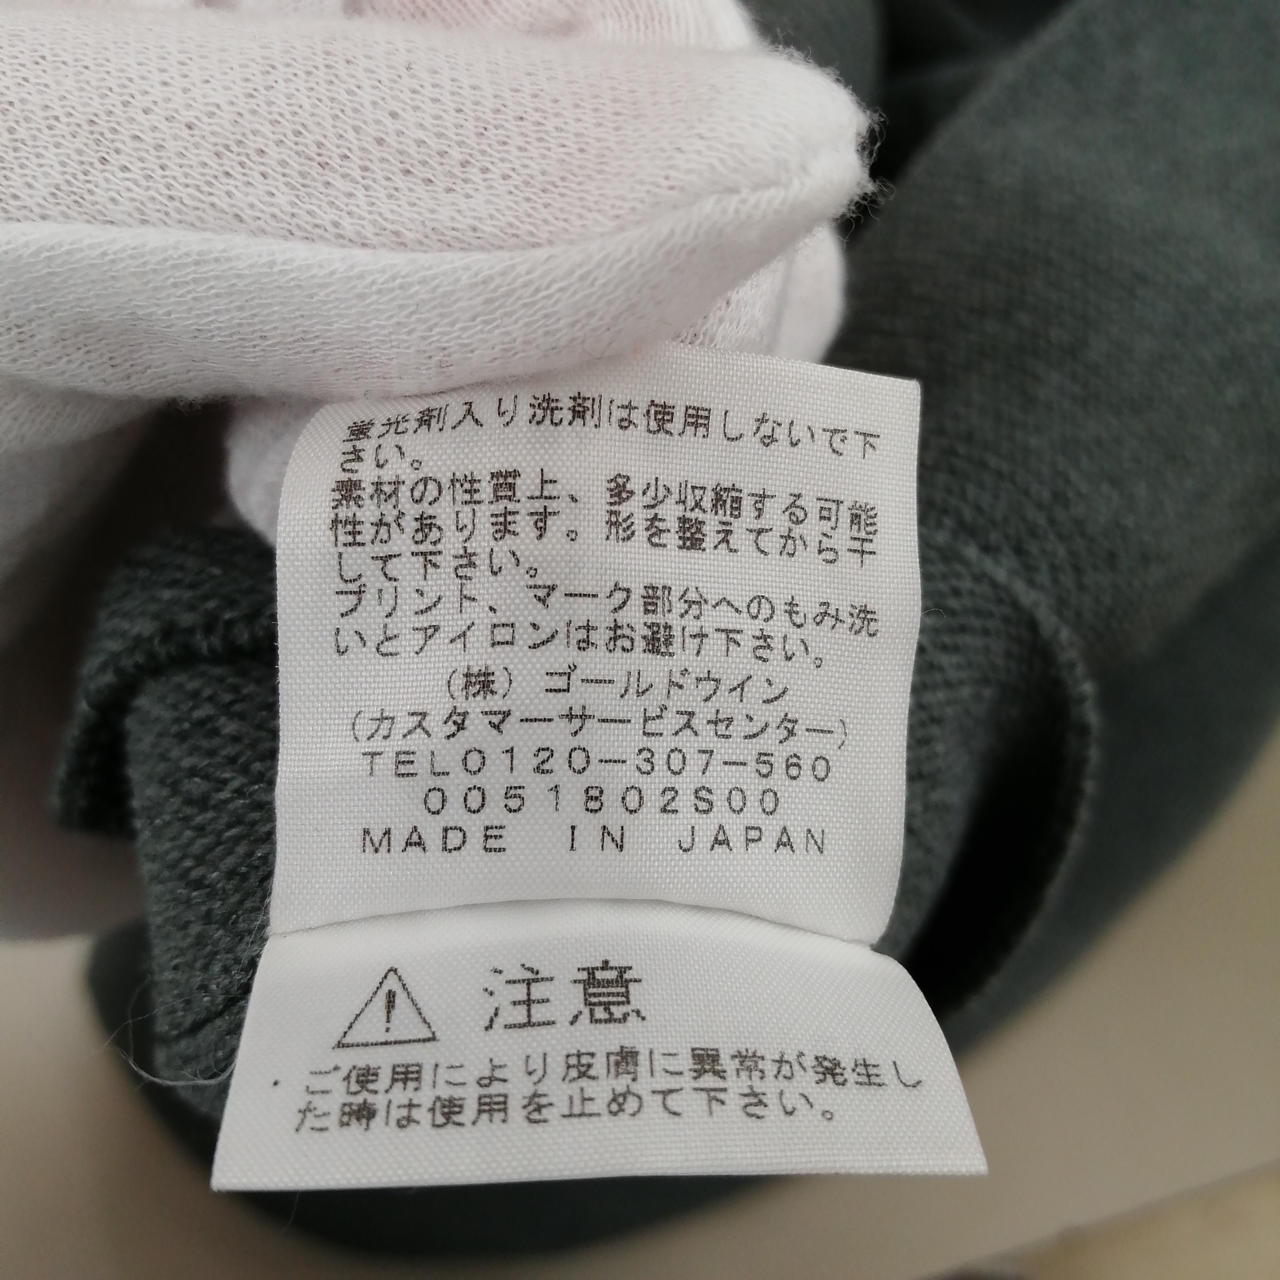 蛍光剤入り洗剤は使用しないで下
さい。
素材の性質上、多少収縮する可能
性があります。形を整えてから干
して下さい。
プリント、マーク部分へのもみ洗
いとアイロンはお避け下さい。
(株) ゴールドウイン
(カスタマーサービスセンター)
TEL0120-307-560
0051802S00
MADE IN JAPAN
注意
・ご使用により皮膚に異常が発生し
た時は使用を止めて下さい。